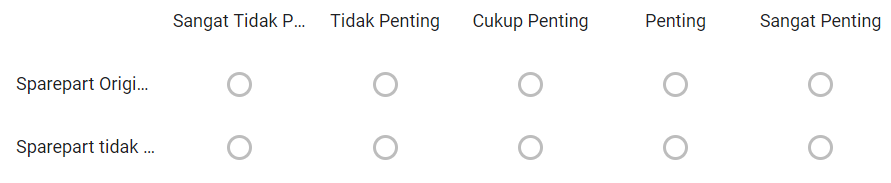 Sangat Tidak P... Tidak Penting Cukup Penting Penting Sangat Penting
Sparepart Origi...
Sparepart tidak ...